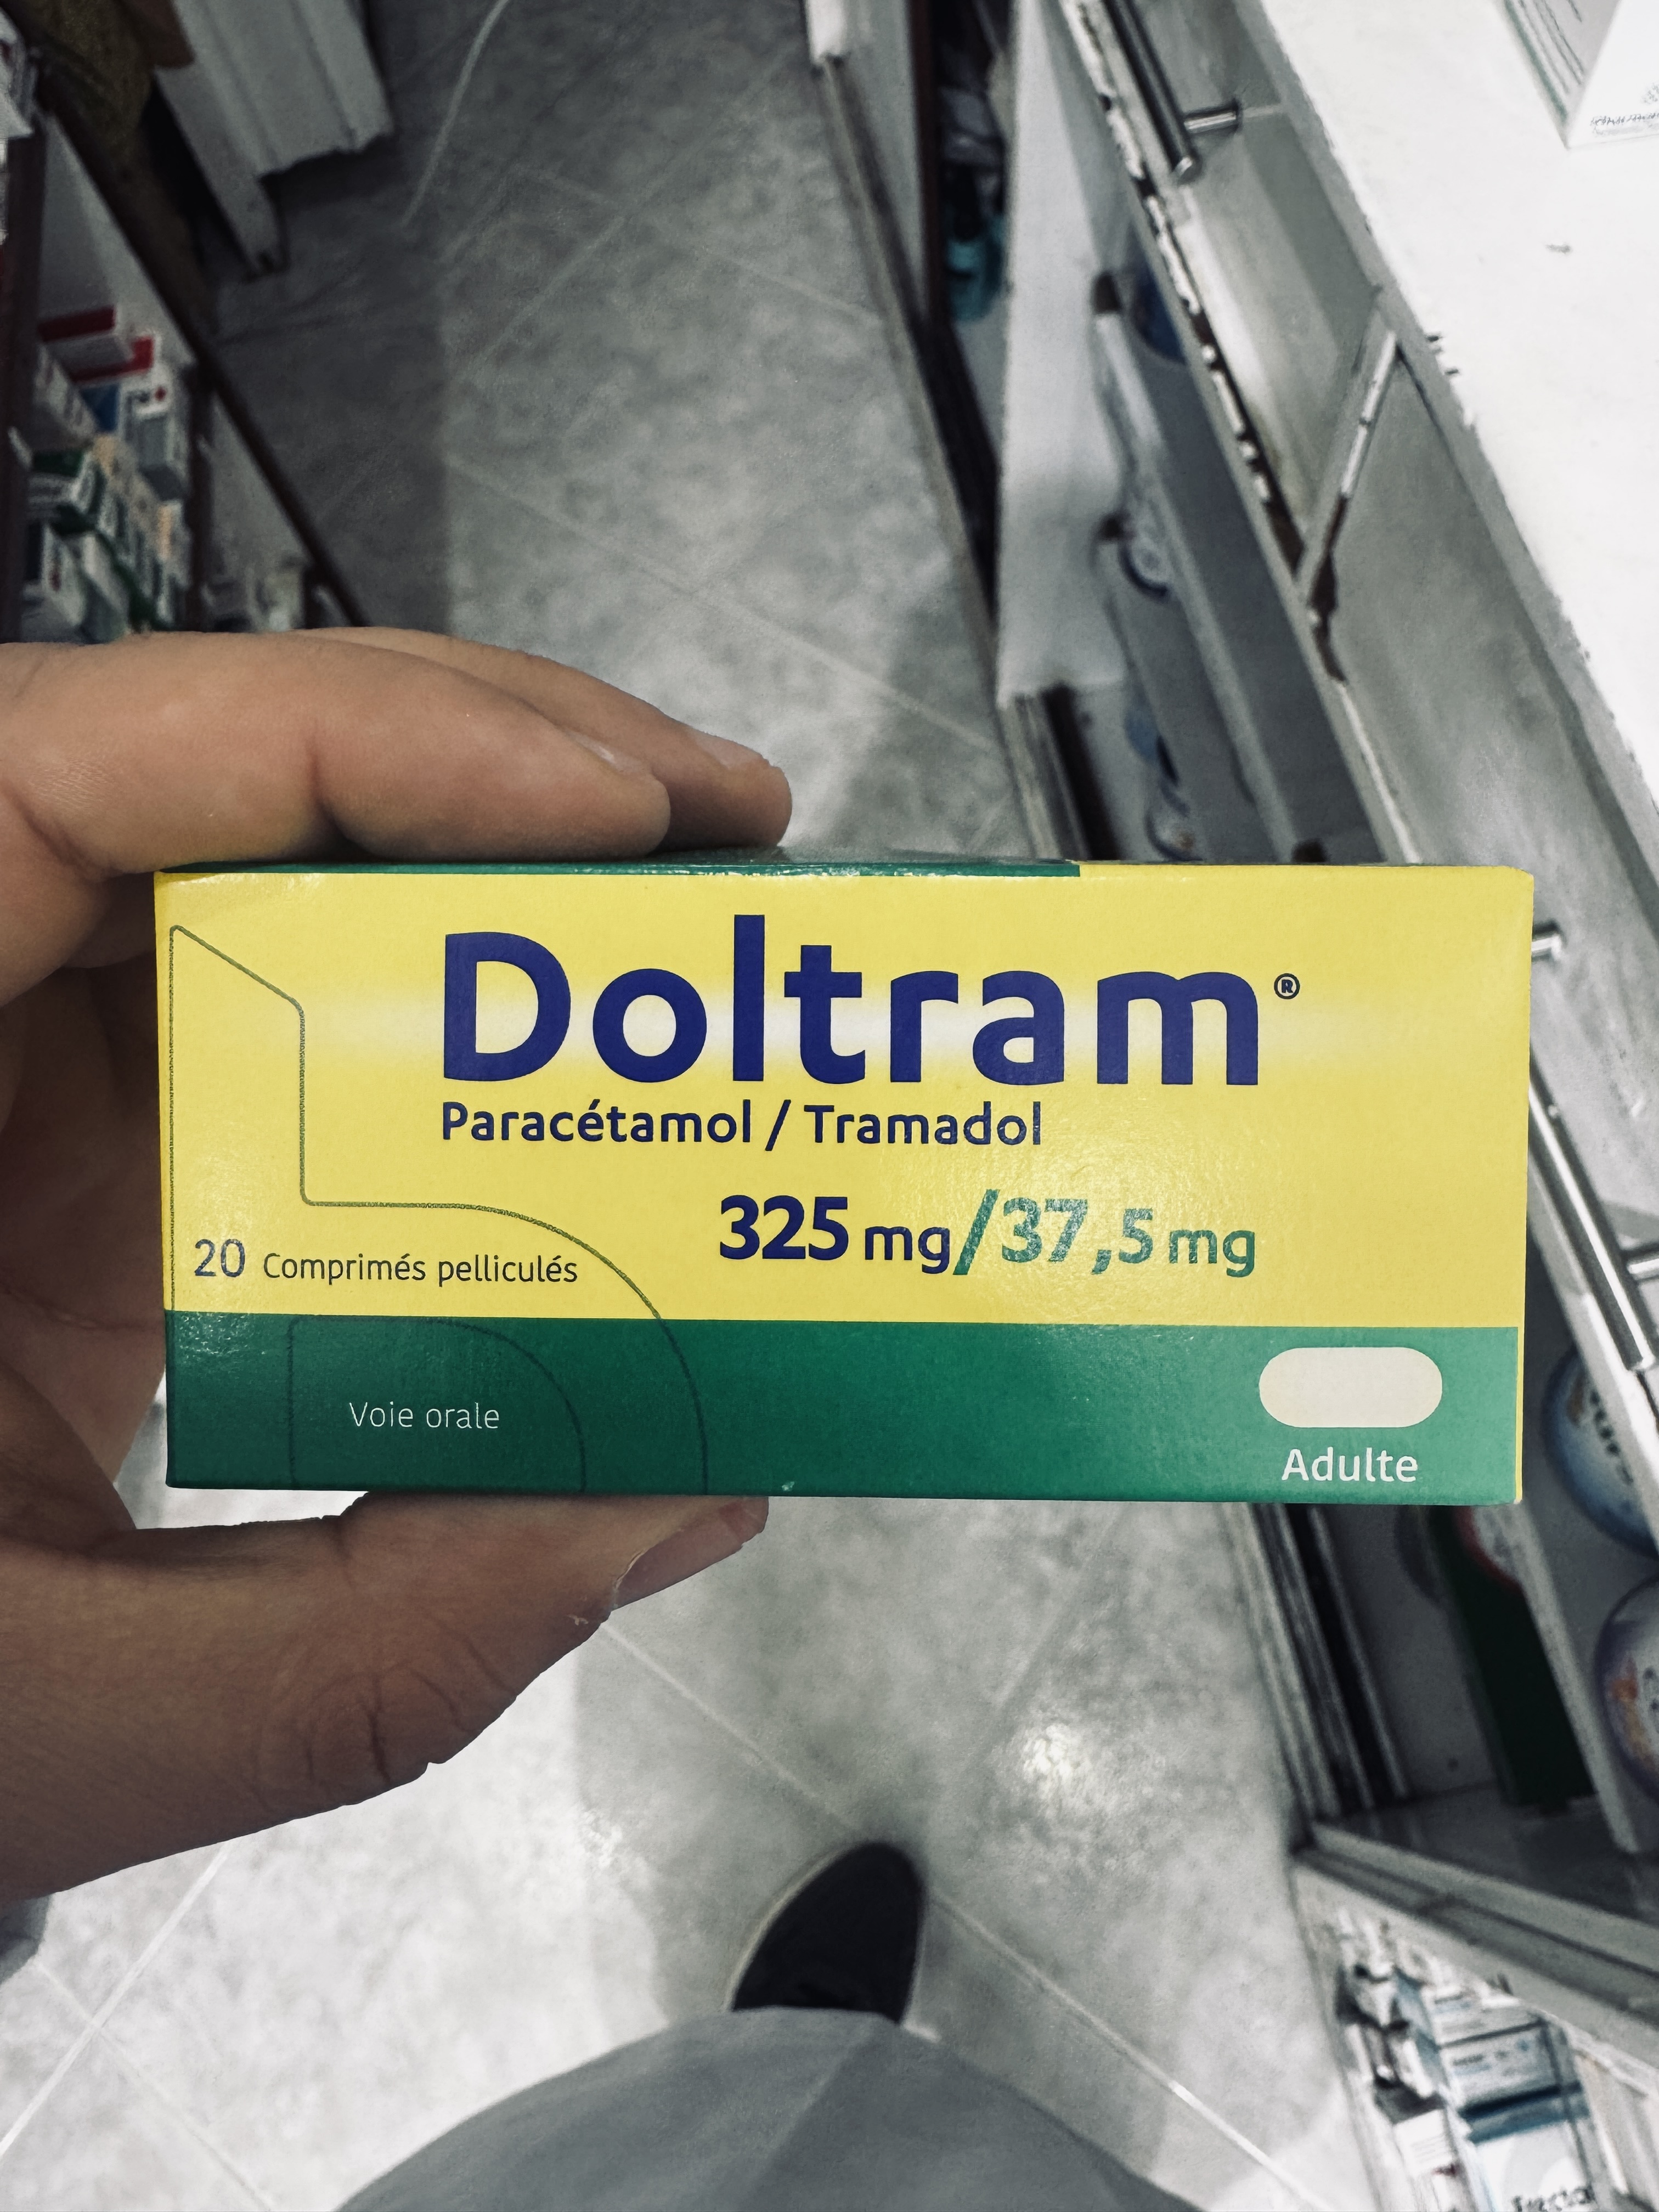 Doltram®
Paracétamol / Tramadol
325 mg/37,5 mg
20 Comprimés pelliculés
Voie orale
Adulte